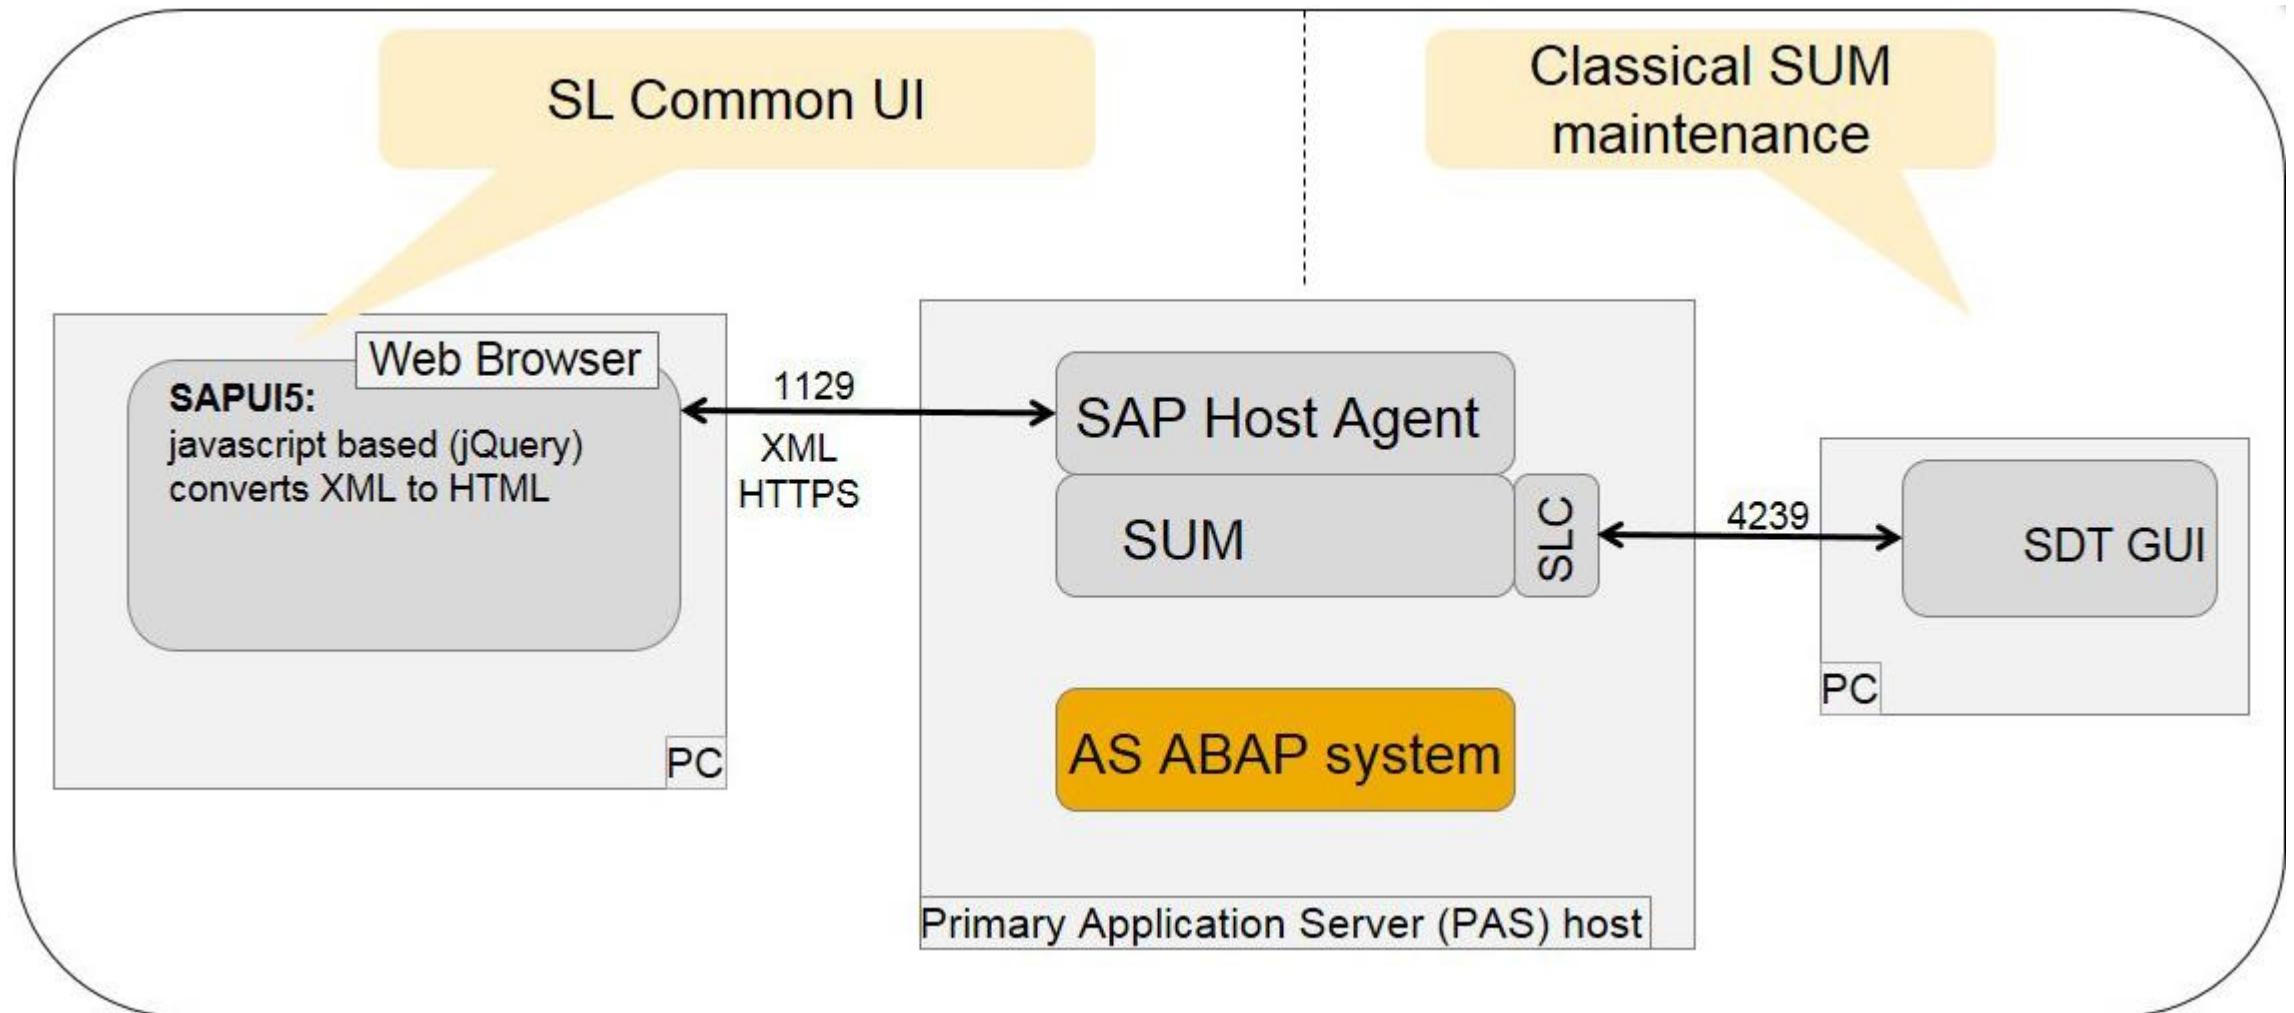 SL Common UI
Classical SUM
maintenance
Web Browser
SAPUI5:
javascript based (jQuery)
converts XML to HTML
PC
1129
XML
HTTPS
SAP Host Agent
SUM
SLC
AS ABAP system
Primary Application Server (PAS) host
4239
SDT GUI
PC